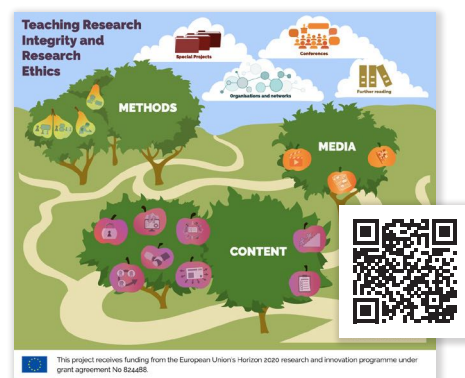 Teaching Research
Integrity and
Research
Ethics
Special Projects
Conferences
Organisations and networks
Further reading
METHODS
MEDIA
CONTENT
This project receives funding from the European Union's Horizon 2020 research and innovation programme under
grant agreement No 824488.